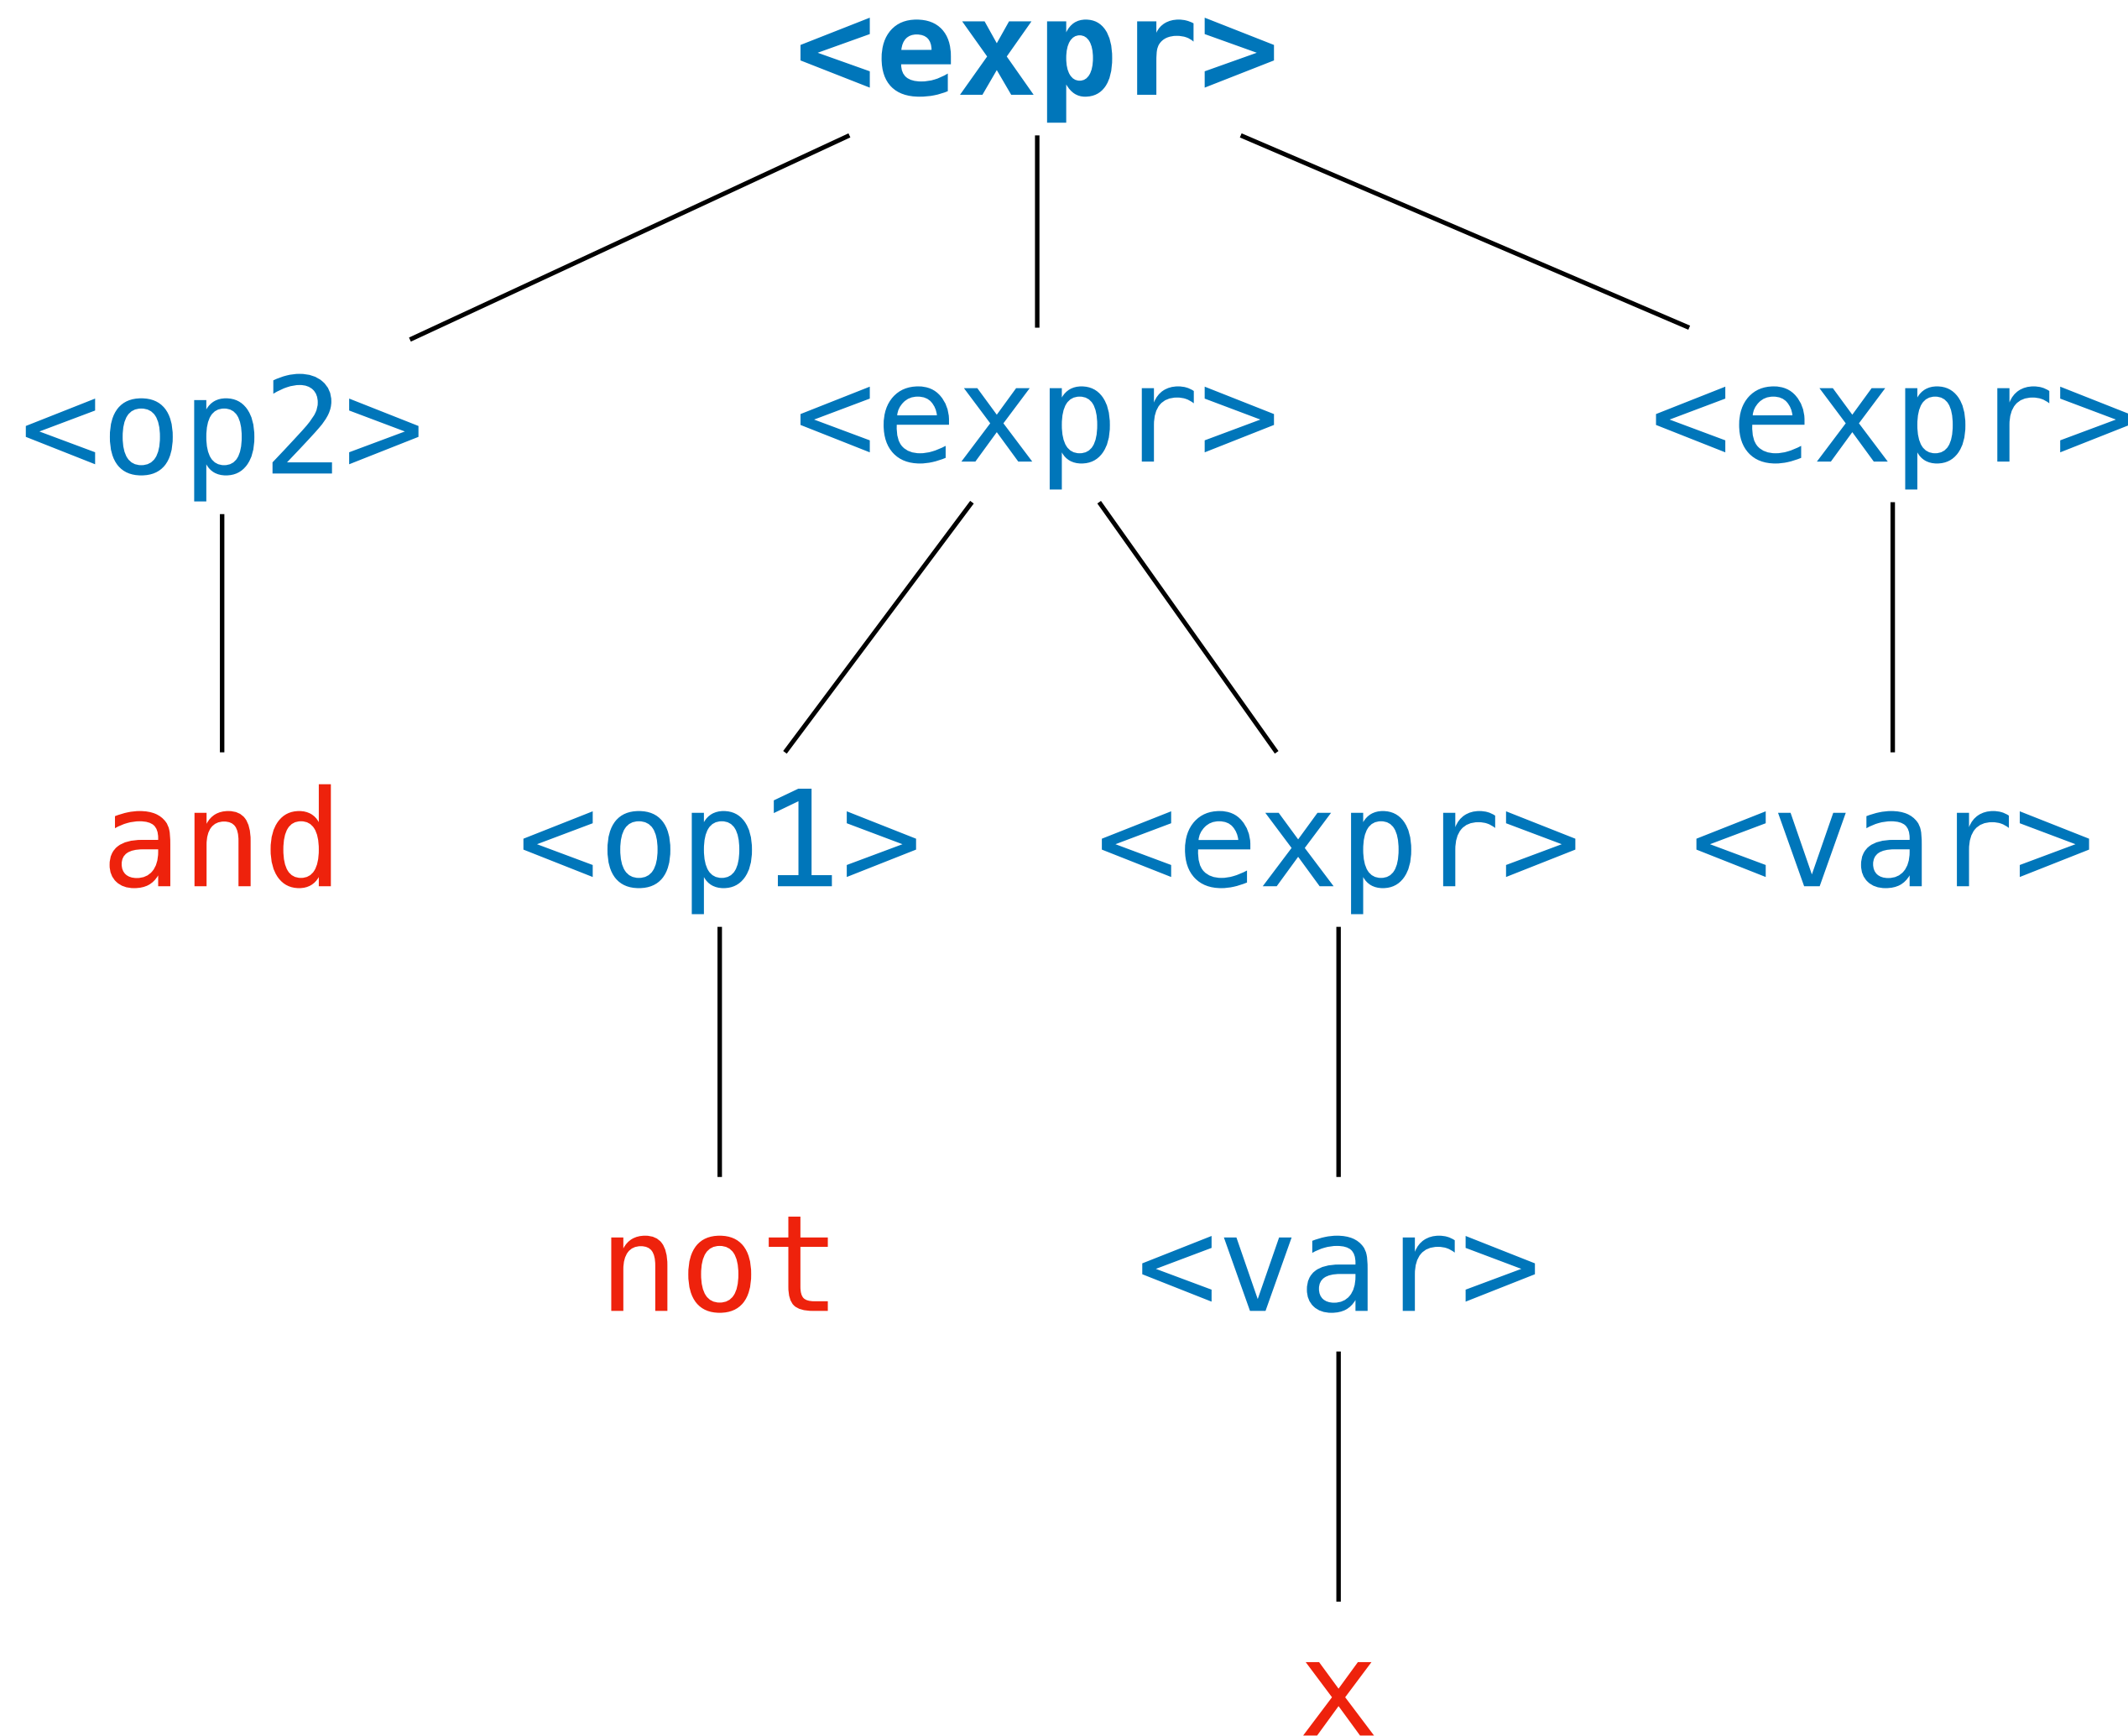 <expr>
<op2> <expr> <expr>
and <op1> <expr> <var>
not <var>
x